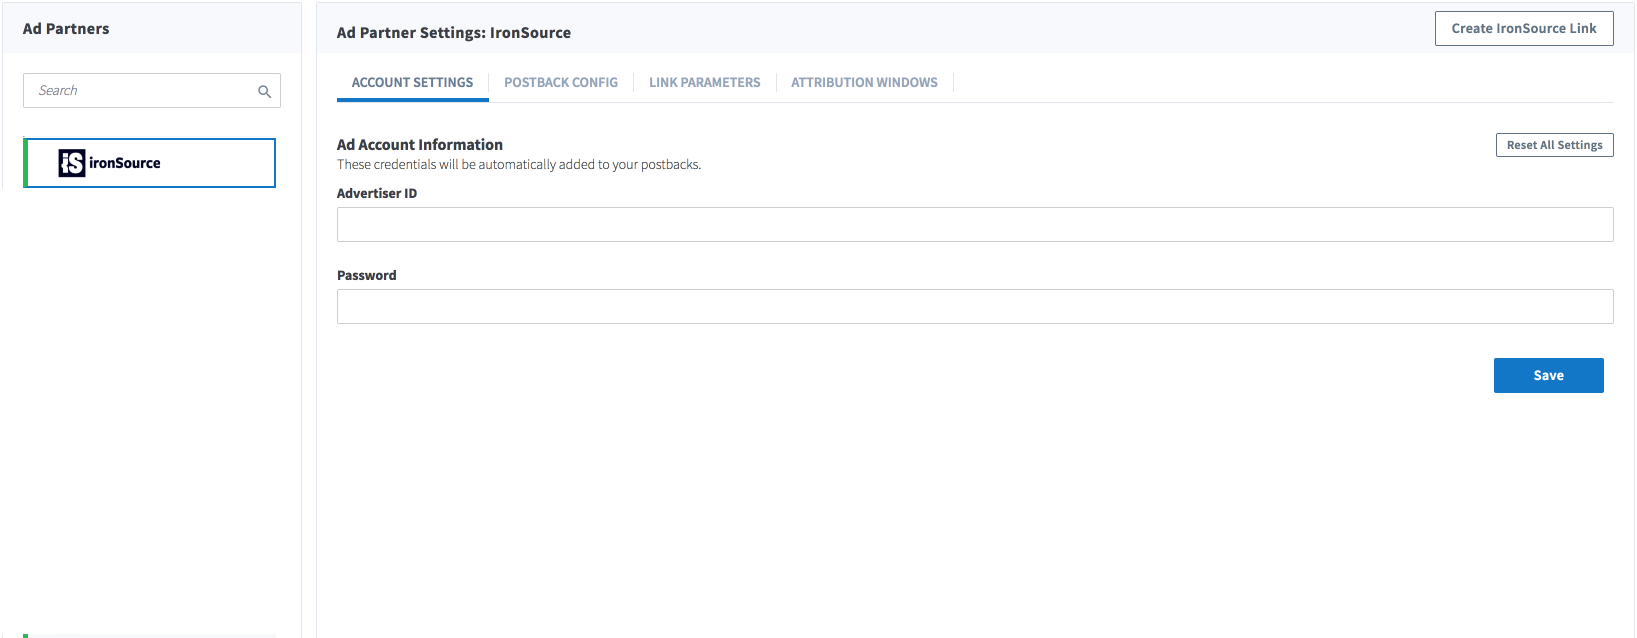 Ad Partners
Search
iS ironSource
Ad Partner Settings: IronSource
Create IronSource Link
ACCOUNT SETTINGS
POSTBACK CONFIG
LINK PARAMETERS
ATTRIBUTION WINDOWS
Ad Account Information
Reset All Settings
These credentials will be automatically added to your postbacks.
Advertiser ID
Password
Save